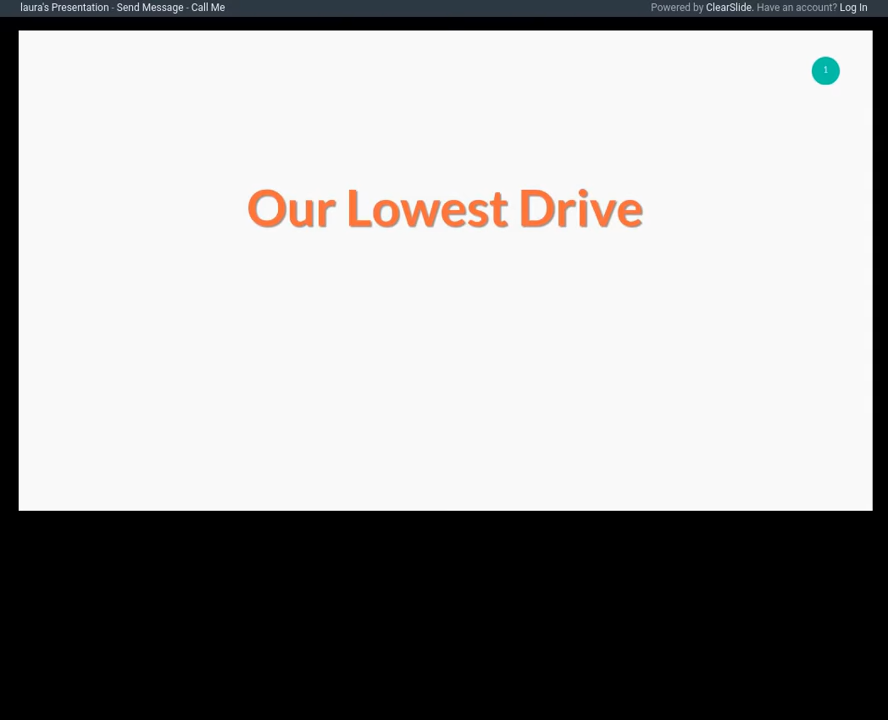 laura's Presentation - Send Message - Call Me
Powered by ClearSlide. Have an account? Log In
1
Our Lowest Drive